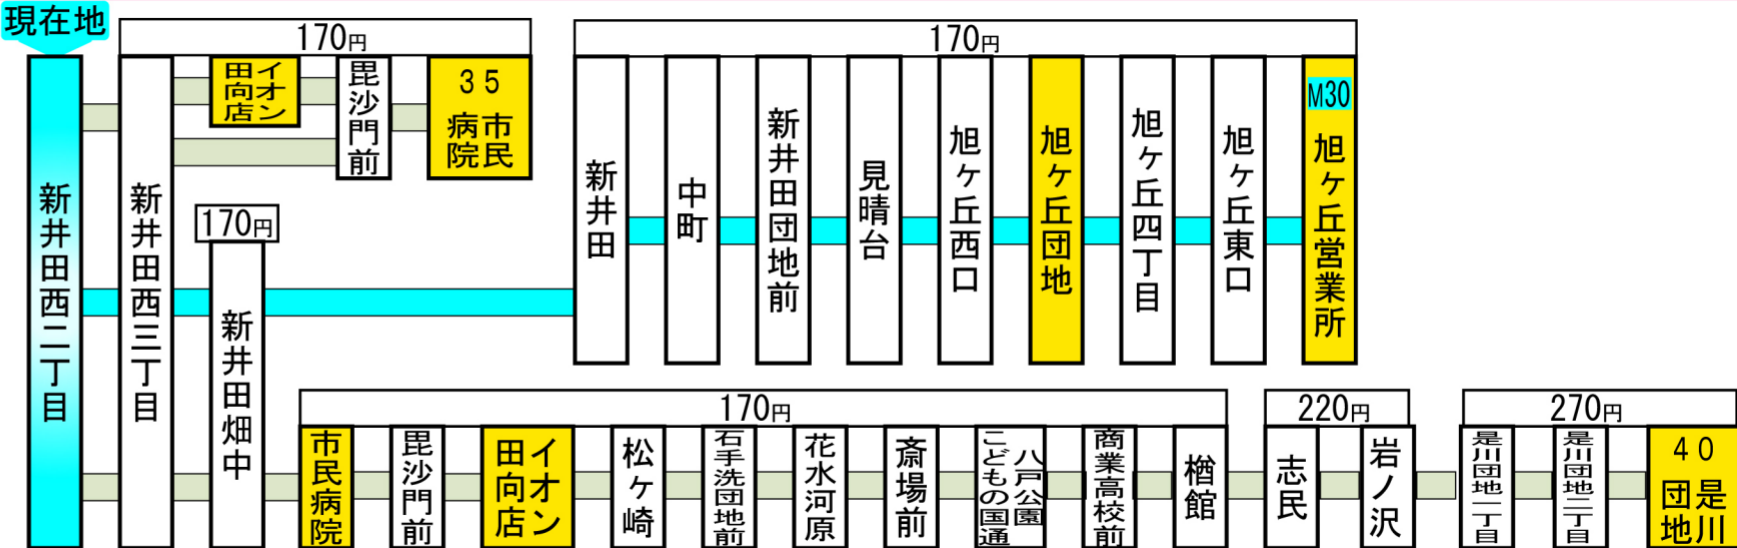 現在地
新井田西二丁目
170円
新井田西三丁目
イオン
田向店
毘沙門前
35
市民
病院
170円
新井田畑中
170円
新井田
中町
新井田団地前
見晴台
旭ヶ丘西口
旭ヶ丘団地
旭ヶ丘四丁目
旭ヶ丘東口
M30
旭ヶ丘営業所
170円
市民病院
毘沙門前
イオン
田向店
松ヶ崎
石手洗団地前
花水河原
斎場前
八戸公園
こどもの国通
商業高校前
楢館
220円
志民
岩ノ沢
270円
是川団地一丁目
是川団地二丁目
40
是川
団地